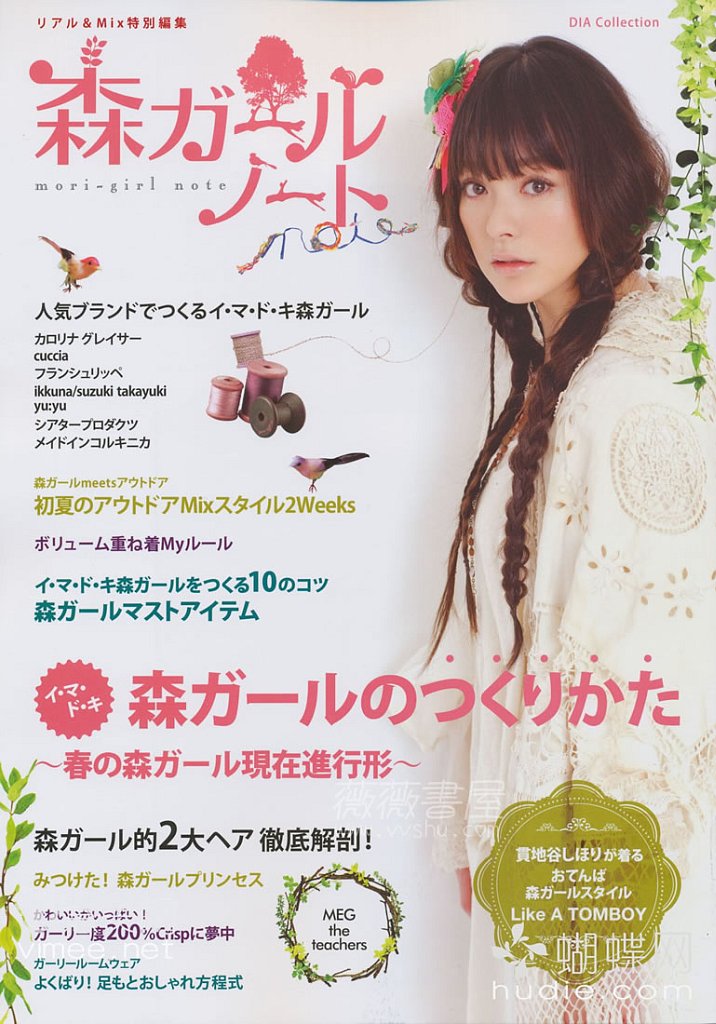 リアル&Mix特別編集
DIA Collection
森ガール
mori-girl note
ノート
note
人気ブランドでつくるイ・マ・ド・キ森ガール
カロリナ グレイサー
cuccia
フランシュリッペ
ikkuna/suzuki takayuki
yu:yu
シアタープロダクツ
メイドインコルキニカ
森ガールmeetsアウトドア
初夏のアウトドアMixスタイル2Weeks
ボリューム重ね着Myルール
イ・マ・ド・キ森ガールをつくる10のコツ
森ガールマストアイテム
イ・マ・
ド・キ
森ガールのつくりかた
〜春の森ガール現在進行形〜
薇薇書屋
森ガール的2大ヘア 徹底解剖!
みつけた! 森ガールプリンセス
かわいいがいっぱい!
ガーリー度200%Crispに夢中
ガーリールームウェア
よくばり! 足もとおしゃれ方程式
MEG
the
teachers
貫地谷しほりが着る
おてんば
森ガールスタイル
Like A TOMBOY
vimee.net
蝴蝶网
hudie.com